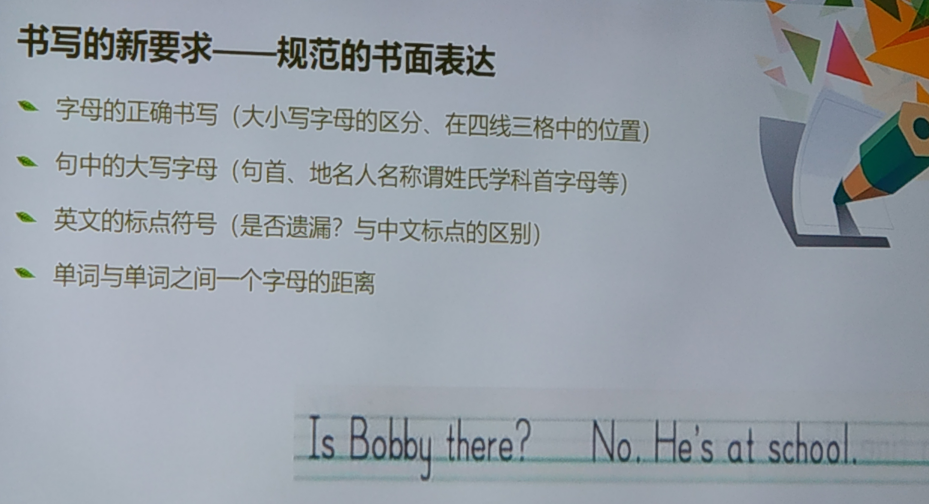 书写的新要求——规范的书面表达
字母的正确书写（大小写字母的区分、在四线三格中的位置）
句中的大写字母（句首、地名人名称谓姓氏学科首字母等）
英文的标点符号（是否遗漏？与中文标点的区别）
单词与单词之间一个字母的距离
Is Bobby there? No. He's at school.